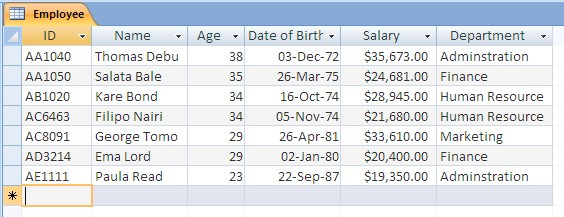 Employee
ID Name Age Date of Birth Salary Department
AA1040 Thomas Debu 38 03-Dec-72 $35,673.00 Adminstration
AA1050 Salata Bale 35 26-Mar-75 $24,681.00 Finance
AB1020 Kare Bond 34 16-Oct-74 $28,945.00 Human Resource
AC6463 Filipo Nairi 34 05-Nov-74 $21,680.00 Human Resource
AC8091 George Tomo 29 26-Apr-81 $33,610.00 Marketing
AD3214 Ema Lord 29 02-Jan-80 $20,400.00 Finance
AE1111 Paula Read 23 22-Sep-87 $19,350.00 Adminstration